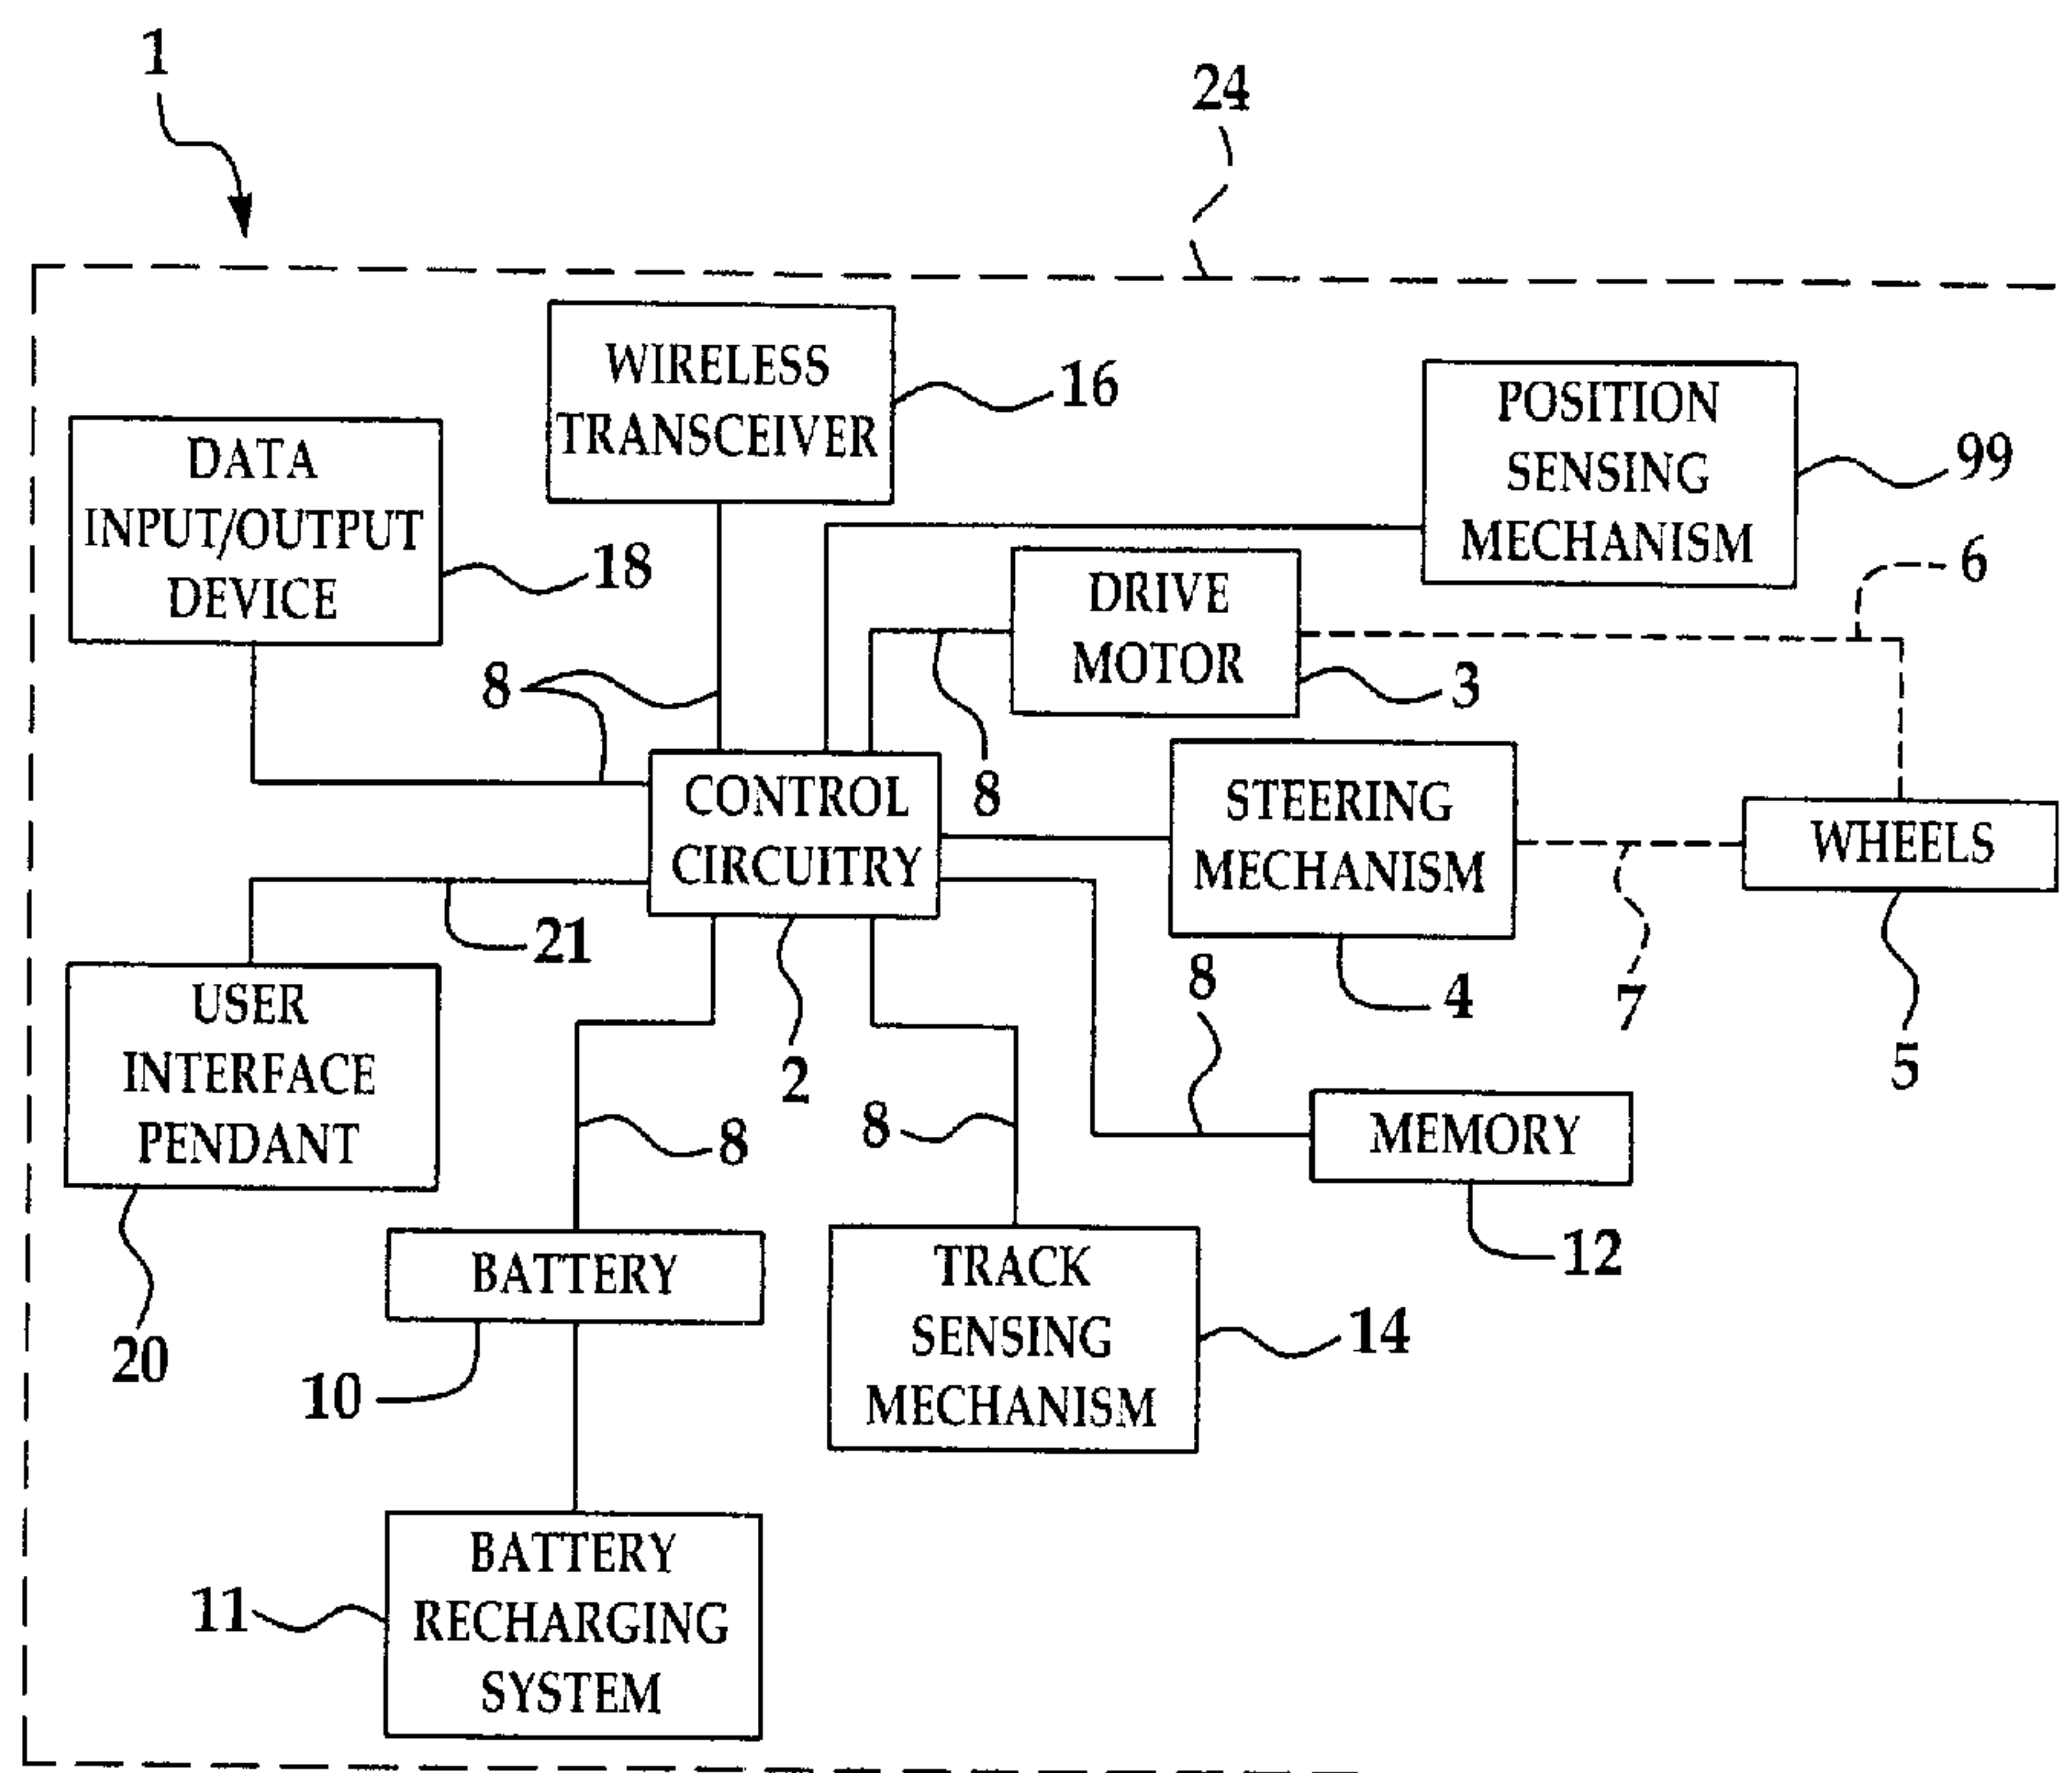 1
24
WIRELESS
TRANSCEIVER
16
POSITION
SENSING
MECHANISM
99
DATA
INPUT/OUTPUT
DEVICE
18
6
DRIVE
MOTOR
3
8
8
CONTROL
CIRCUITRY
STEERING
MECHANISM
WHEELS
21
2
8
4
7
5
USER
INTERFACE
PENDANT
8
8
MEMORY
12
20
BATTERY
10
TRACK
SENSING
MECHANISM
14
11
BATTERY
RECHARGING
SYSTEM